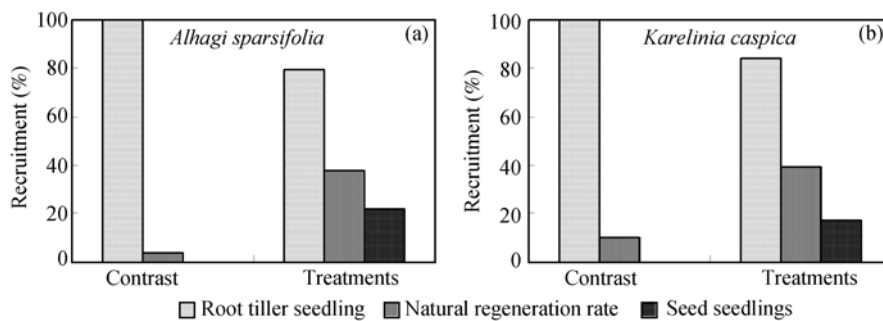 Alhagi sparsifolia (a)
Recruitment (%)
100
80
60
40
20
0
Contrast Treatments
Karelinia caspica (b)
Recruitment (%)
100
80
60
40
20
0
Contrast Treatments
Root tiller seedling Natural regeneration rate Seed seedlings